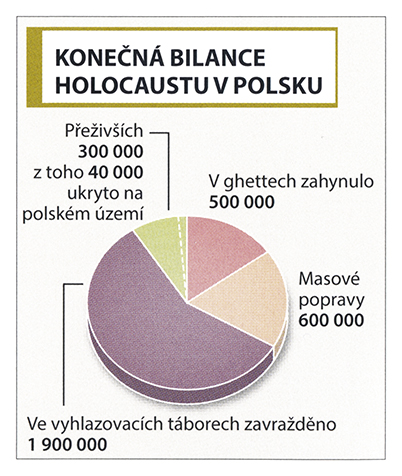 KONEČNÁ BILANCE
HOLOCAUSTU V POLSKU
Přeživších
300 000
z toho 40 000
ukryto na
polském území
V ghettech zahynulo
500 000
Masové
popravy
600 000
Ve vyhlazovacích táborech zavražděno
1 900 000